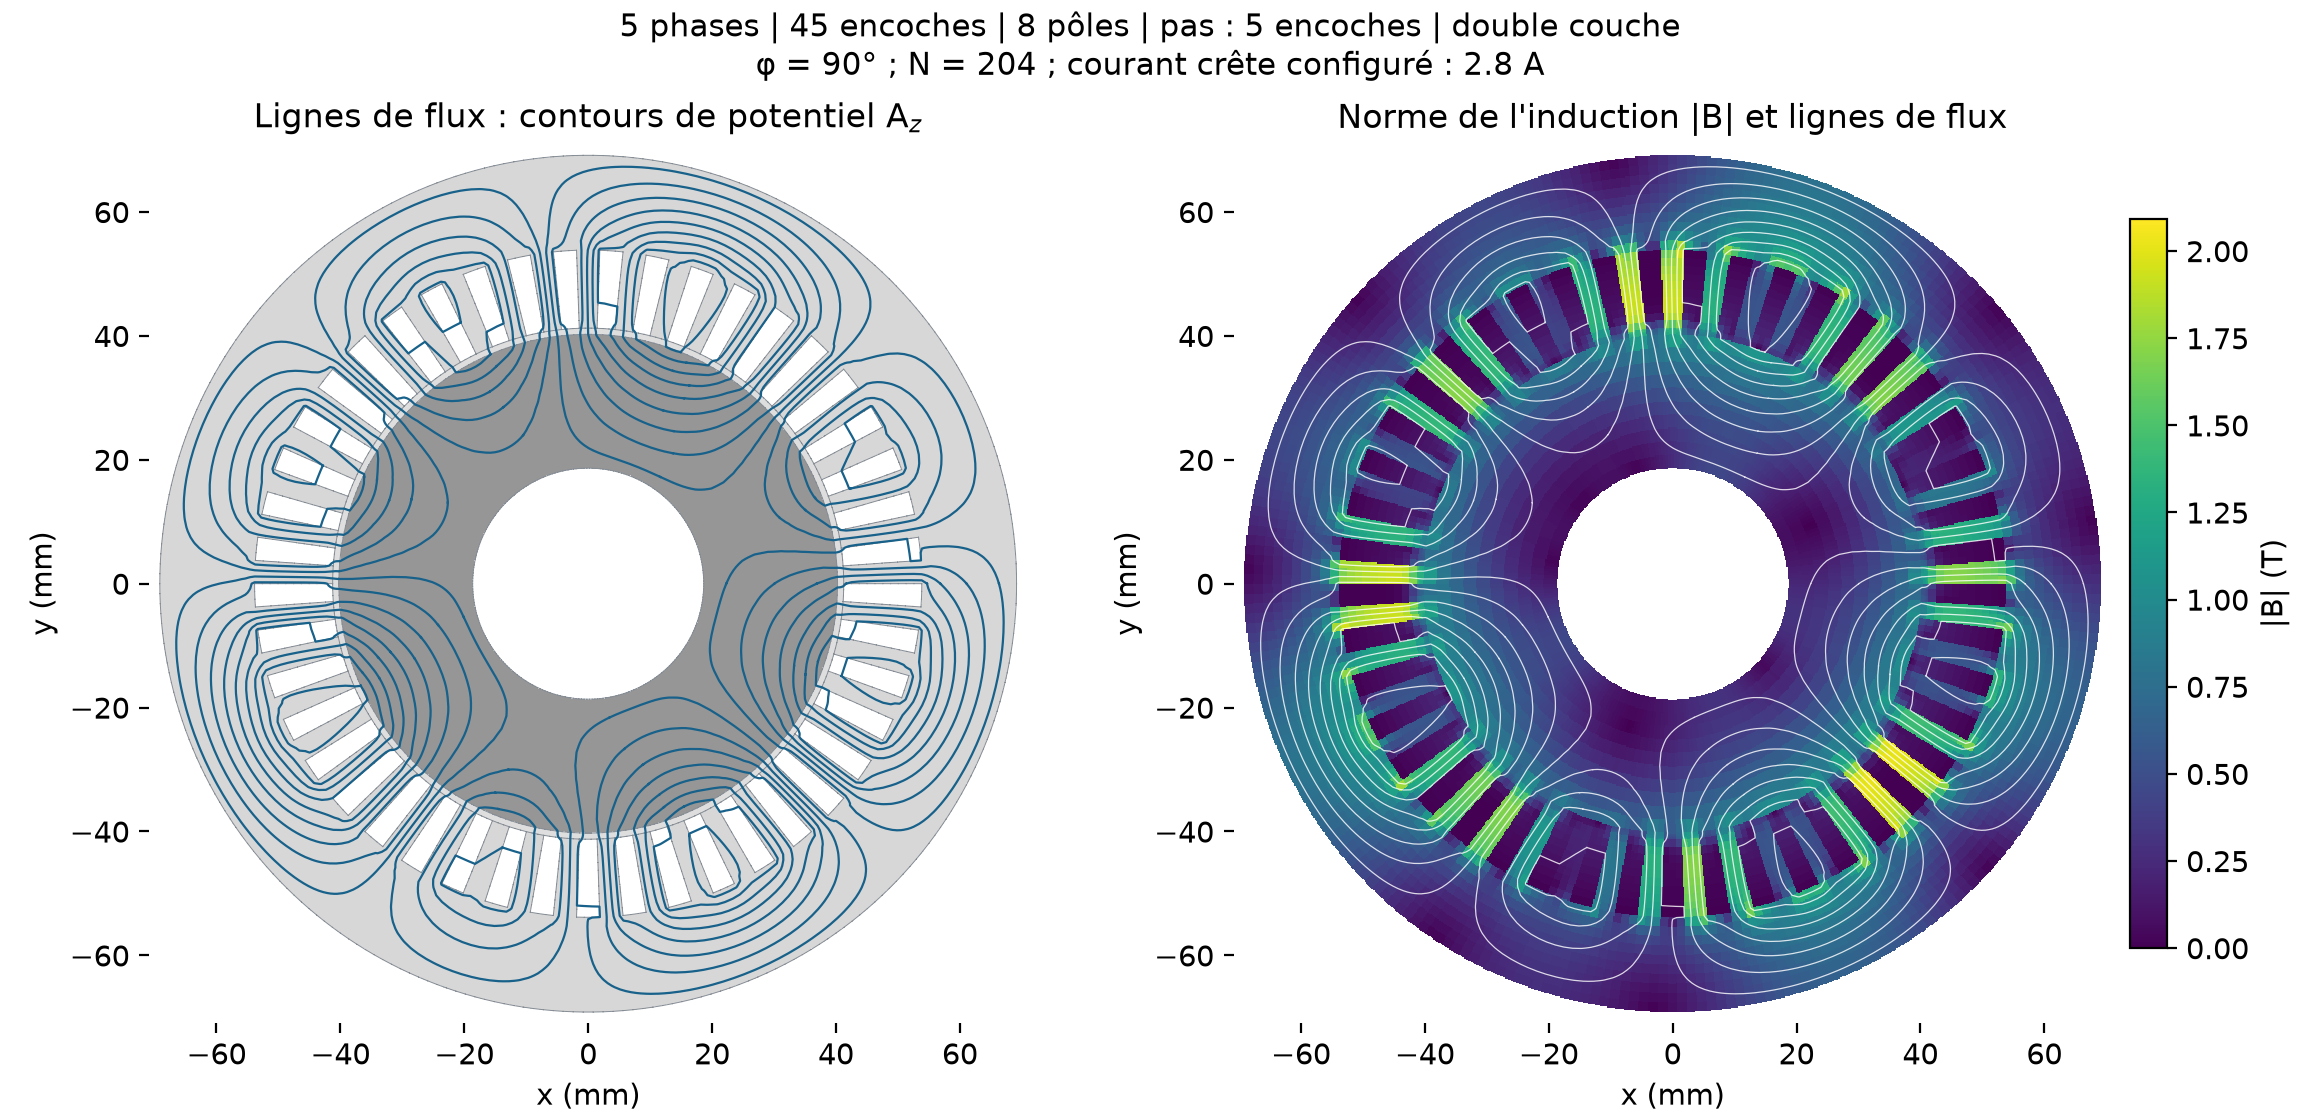 5 phases | 45 encoches | 8 pôles | pas : 5 encoches | double couche
φ = 90° ; N = 204 ; courant crête configuré : 2.8 A
Lignes de flux : contours de potentiel A_z
60
40
20
0
−20
−40
−60
y (mm)
−60 −40 −20 0 20 40 60
x (mm)
Norme de l'induction |B| et lignes de flux
60
40
20
0
−20
−40
−60
y (mm)
−60 −40 −20 0 20 40 60
x (mm)
2.00
1.75
1.50
1.25
1.00
0.75
0.50
0.25
0.00
|B| (T)